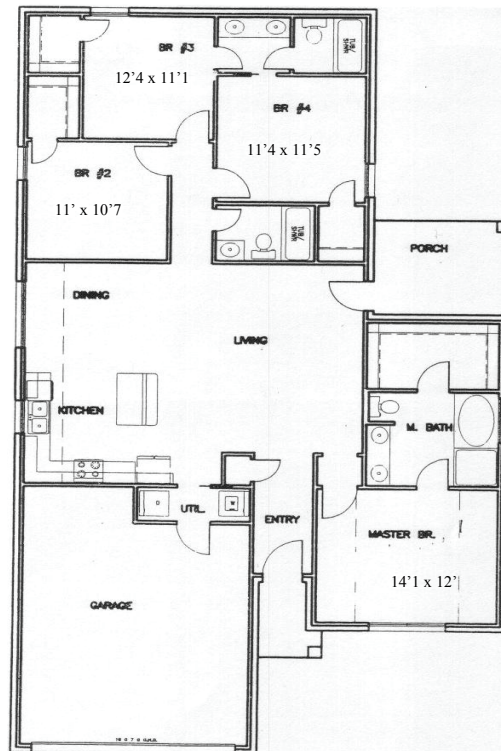 BR #3
12'4 x 11'1
TUB/
SHWR
BR #4
11'4 x 11'5
BR #2
11' x 10'7
TUB/
SHWR
PORCH
DINING
LIVING
KITCHEN
M. BATH
UTIL.
ENTRY
MASTER BR.
14'1 x 12'
GARAGE